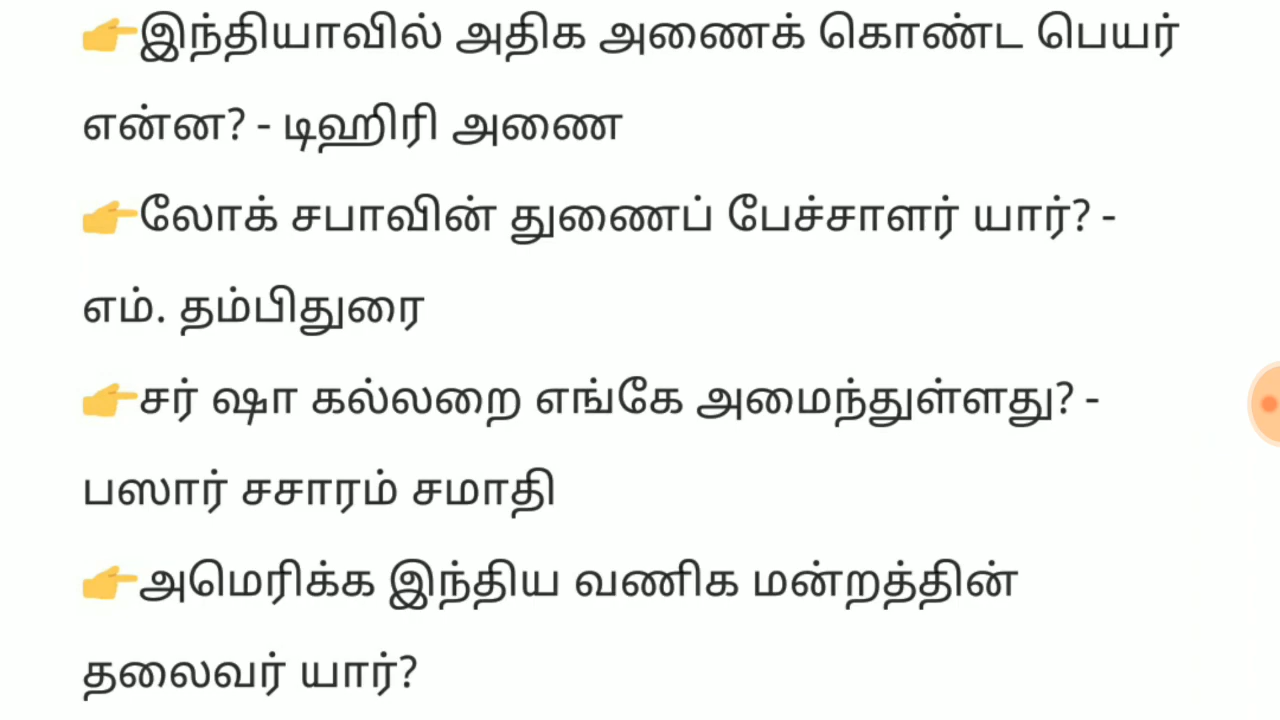 👉இந்தியாவில் அதிக அணைக் கொண்ட பெயர்
என்ன? - டிஹிரி அணை
👉லோக் சபாவின் துணைப் பேச்சாளர் யார்? -
எம். தம்பிதுரை
👉சர் ஷா கல்லறை எங்கே அமைந்துள்ளது? -
பஸார் சசாரம் சமாதி
👉அமெரிக்க இந்திய வணிக மன்றத்தின்
தலைவர் யார்?